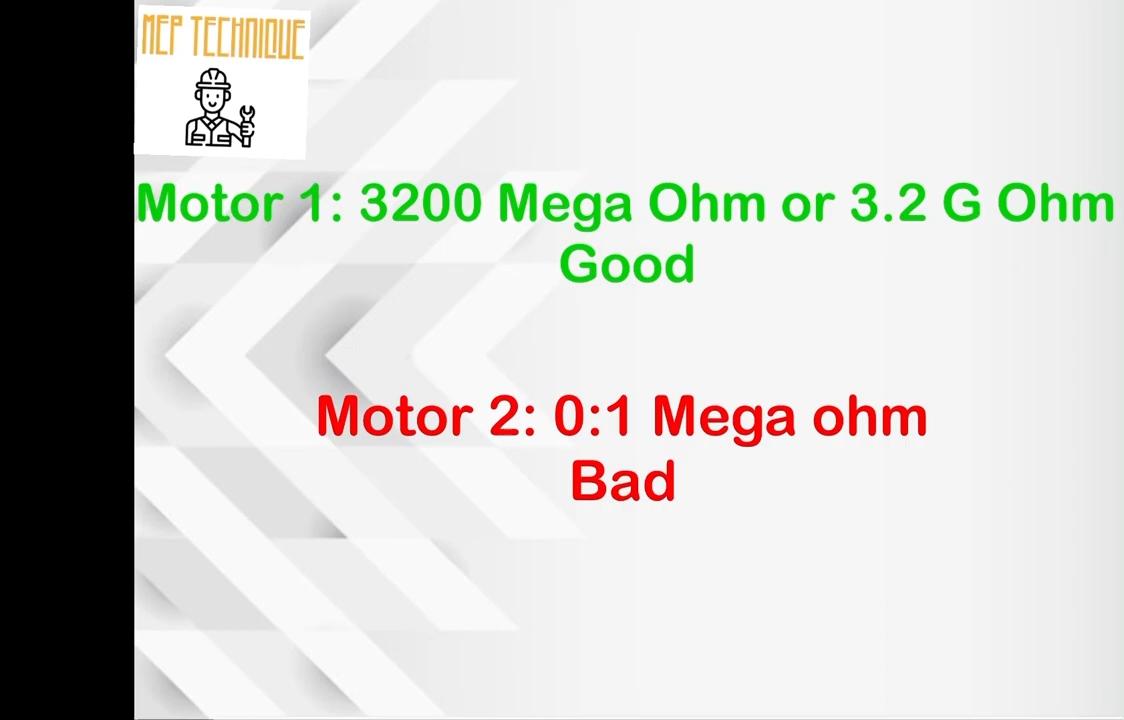 MEP TECHNIQUE
Motor 1: 3200 Mega Ohm or 3.2 G Ohm
Good
Motor 2: 0:1 Mega ohm
Bad